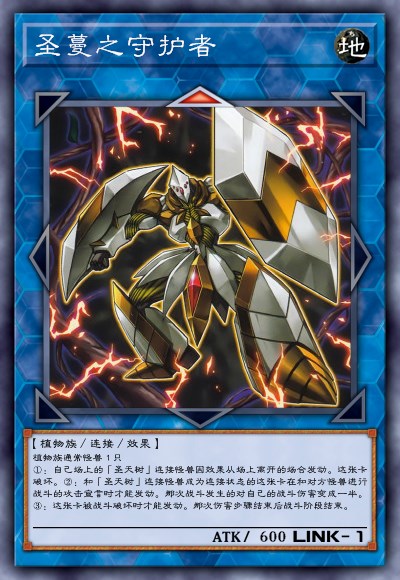 圣蔓之守护者
地
【植物族／连接／效果】
植物族通常怪兽1只
①：自己场上的「圣天树」连接怪兽因效果从场上离开的场合发动。这张卡
破坏。②：和「圣天树」连接怪兽成为连接状态的这张卡在和对方怪兽进行
战斗的攻击宣言时才能发动。那次战斗发生的对自己的战斗伤害变成一半。
③：这张卡被战斗破坏时才能发动。那次伤害步骤结束后战斗阶段结束。
ATK/ 600 LINK-1